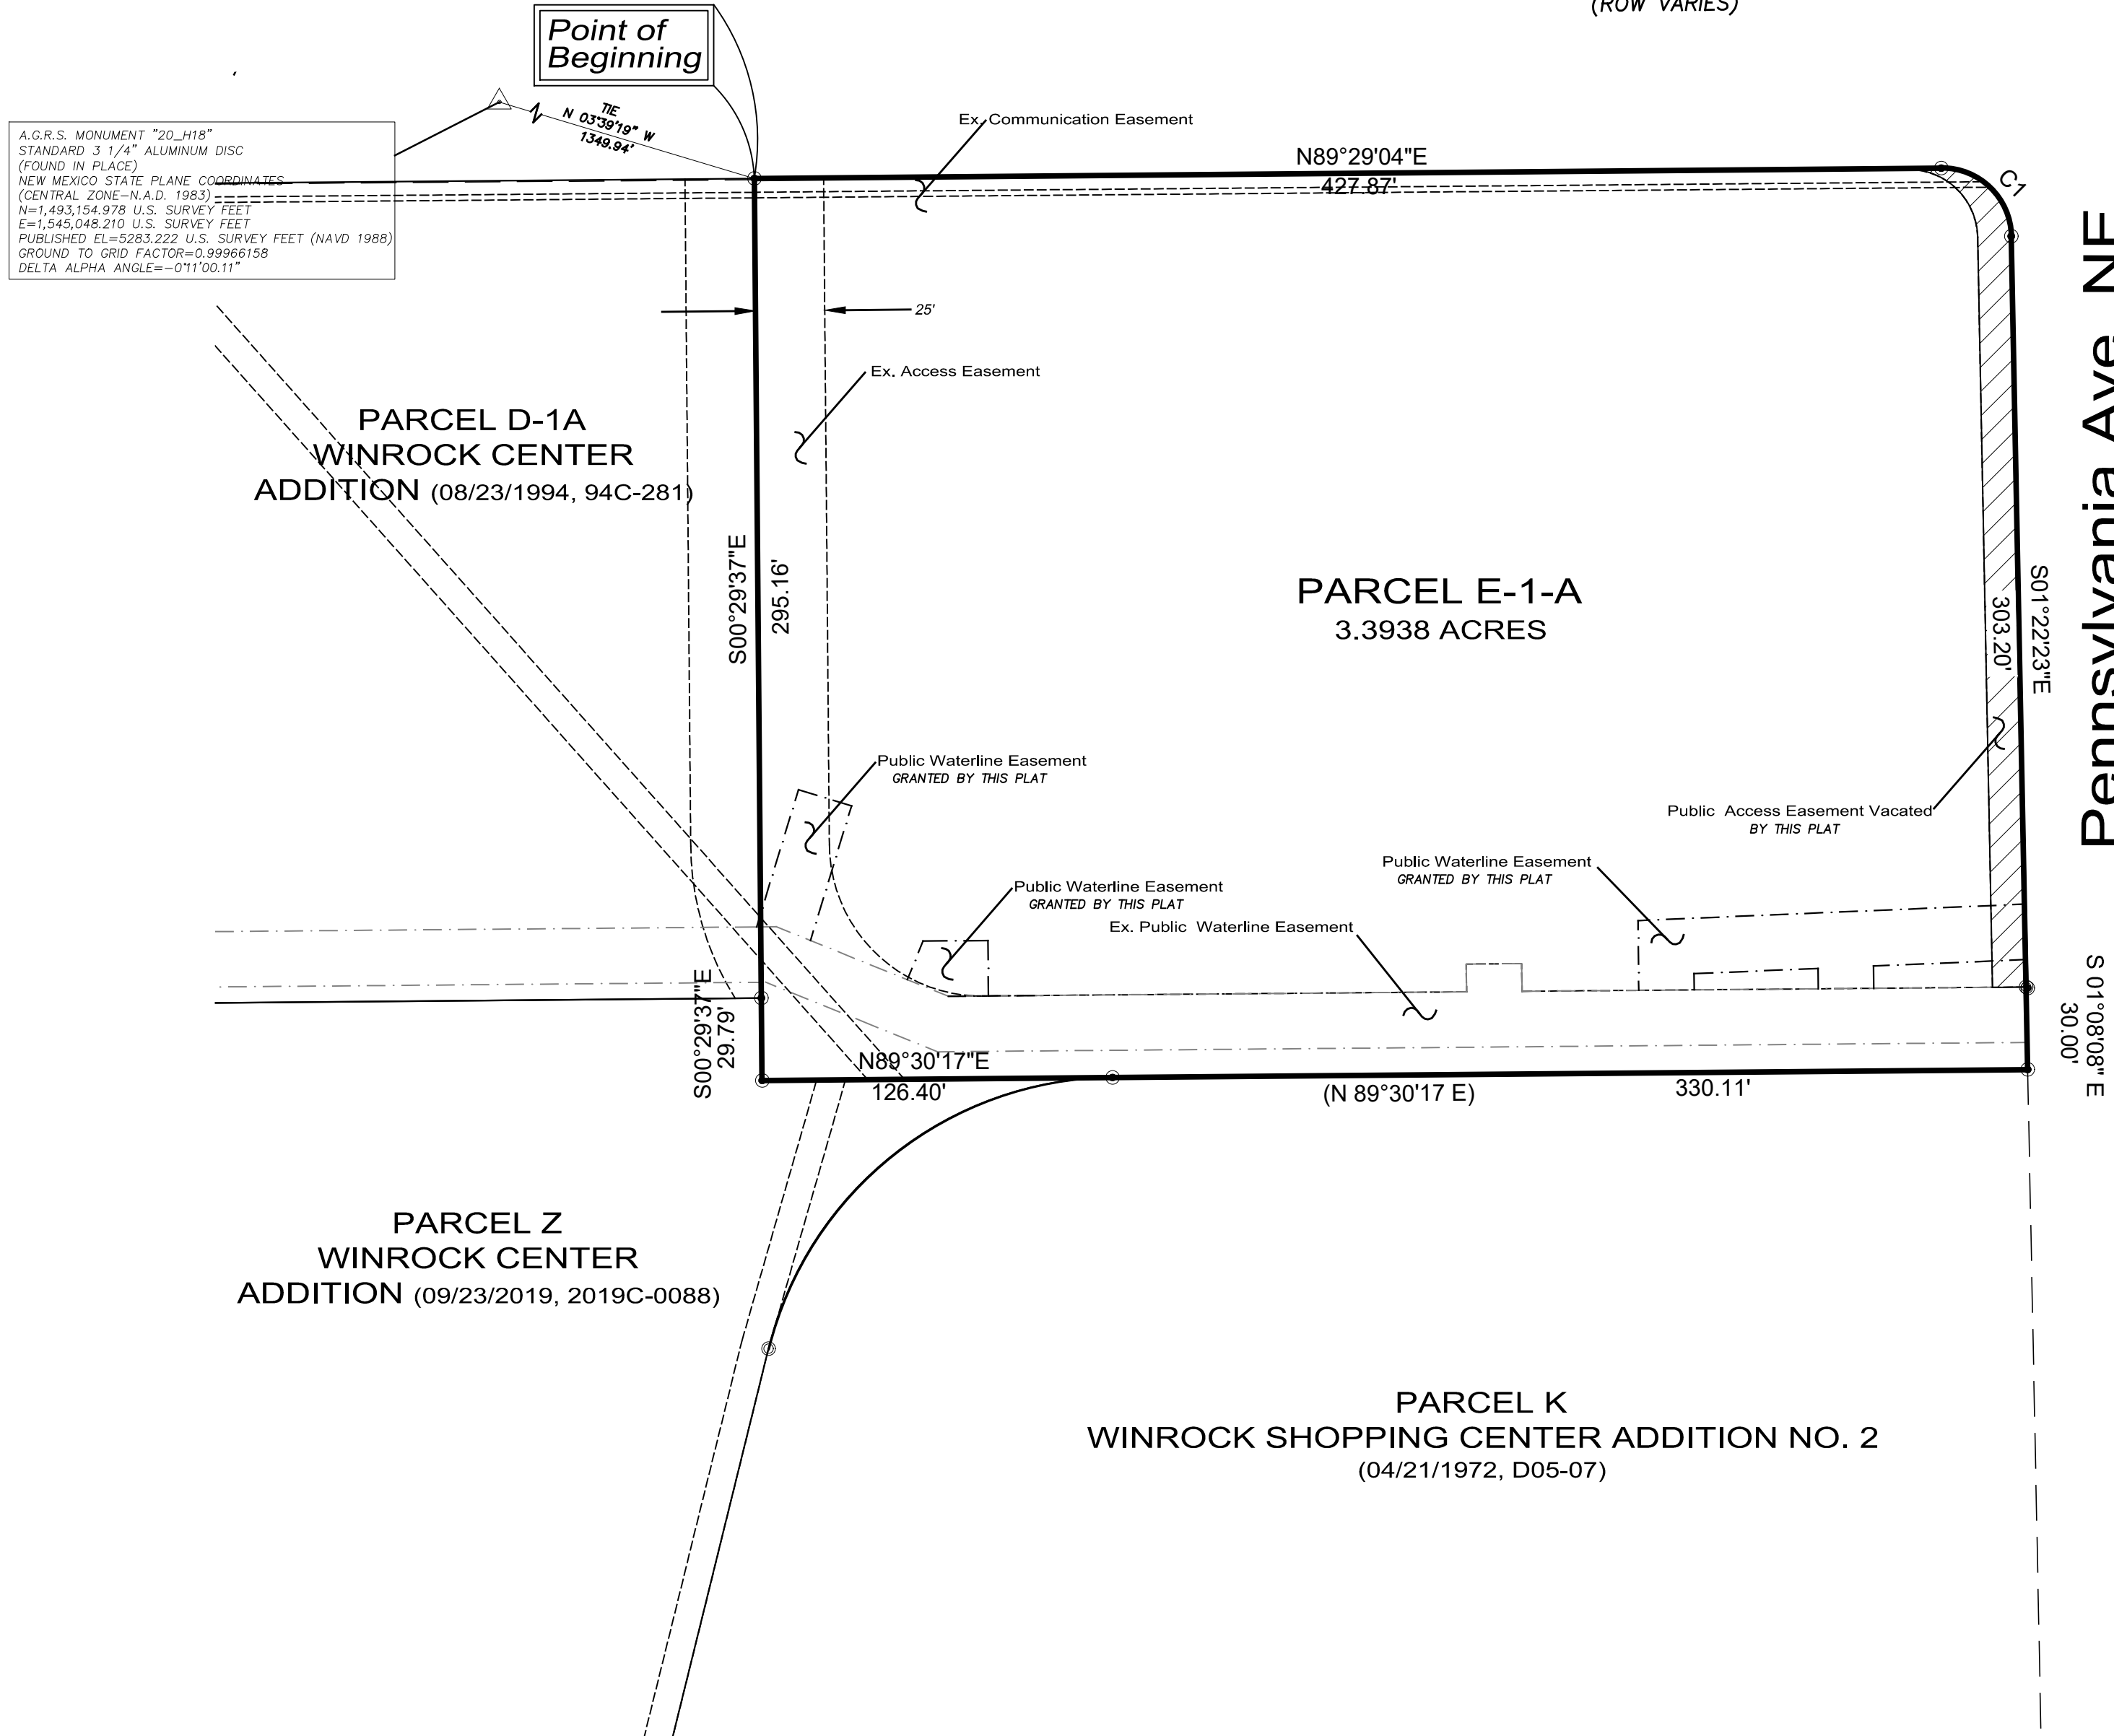 (ROW VARIES)
Point of
Beginning
TIE
N 03°39'19" W
1349.94'
A.G.R.S. MONUMENT "20_H18"
STANDARD 3 1/4" ALUMINUM DISC
(FOUND IN PLACE)
NEW MEXICO STATE PLANE COORDINATES
(CENTRAL ZONE-N.A.D. 1983)
N=1,493,154.978 U.S. SURVEY FEET
E=1,545,048.210 U.S. SURVEY FEET
PUBLISHED EL=5283.222 U.S. SURVEY FEET (NAVD 1988)
GROUND TO GRID FACTOR=0.99966158
DELTA ALPHA ANGLE=-0°11'00.11"
Ex. Communication Easement
N89°29'04"E
427.87'
C1
25'
Ex. Access Easement
PARCEL D-1A
WINROCK CENTER
ADDITION (08/23/1994, 94C-281)
S00°29'37"E
295.16'
PARCEL E-1-A
3.3938 ACRES
S01°22'23"E
303.20'
Pennsylvania Ave NE
Public Waterline Easement
GRANTED BY THIS PLAT
Public Access Easement Vacated
BY THIS PLAT
Public Waterline Easement
GRANTED BY THIS PLAT
Public Waterline Easement
GRANTED BY THIS PLAT
Ex. Public Waterline Easement
S00°29'37"E
29.79'
S 01°08'08" E
30.00'
N89°30'17"E
126.40'
(N 89°30'17 E)
330.11'
PARCEL Z
WINROCK CENTER
ADDITION (09/23/2019, 2019C-0088)
PARCEL K
WINROCK SHOPPING CENTER ADDITION NO. 2
(04/21/1972, D05-07)